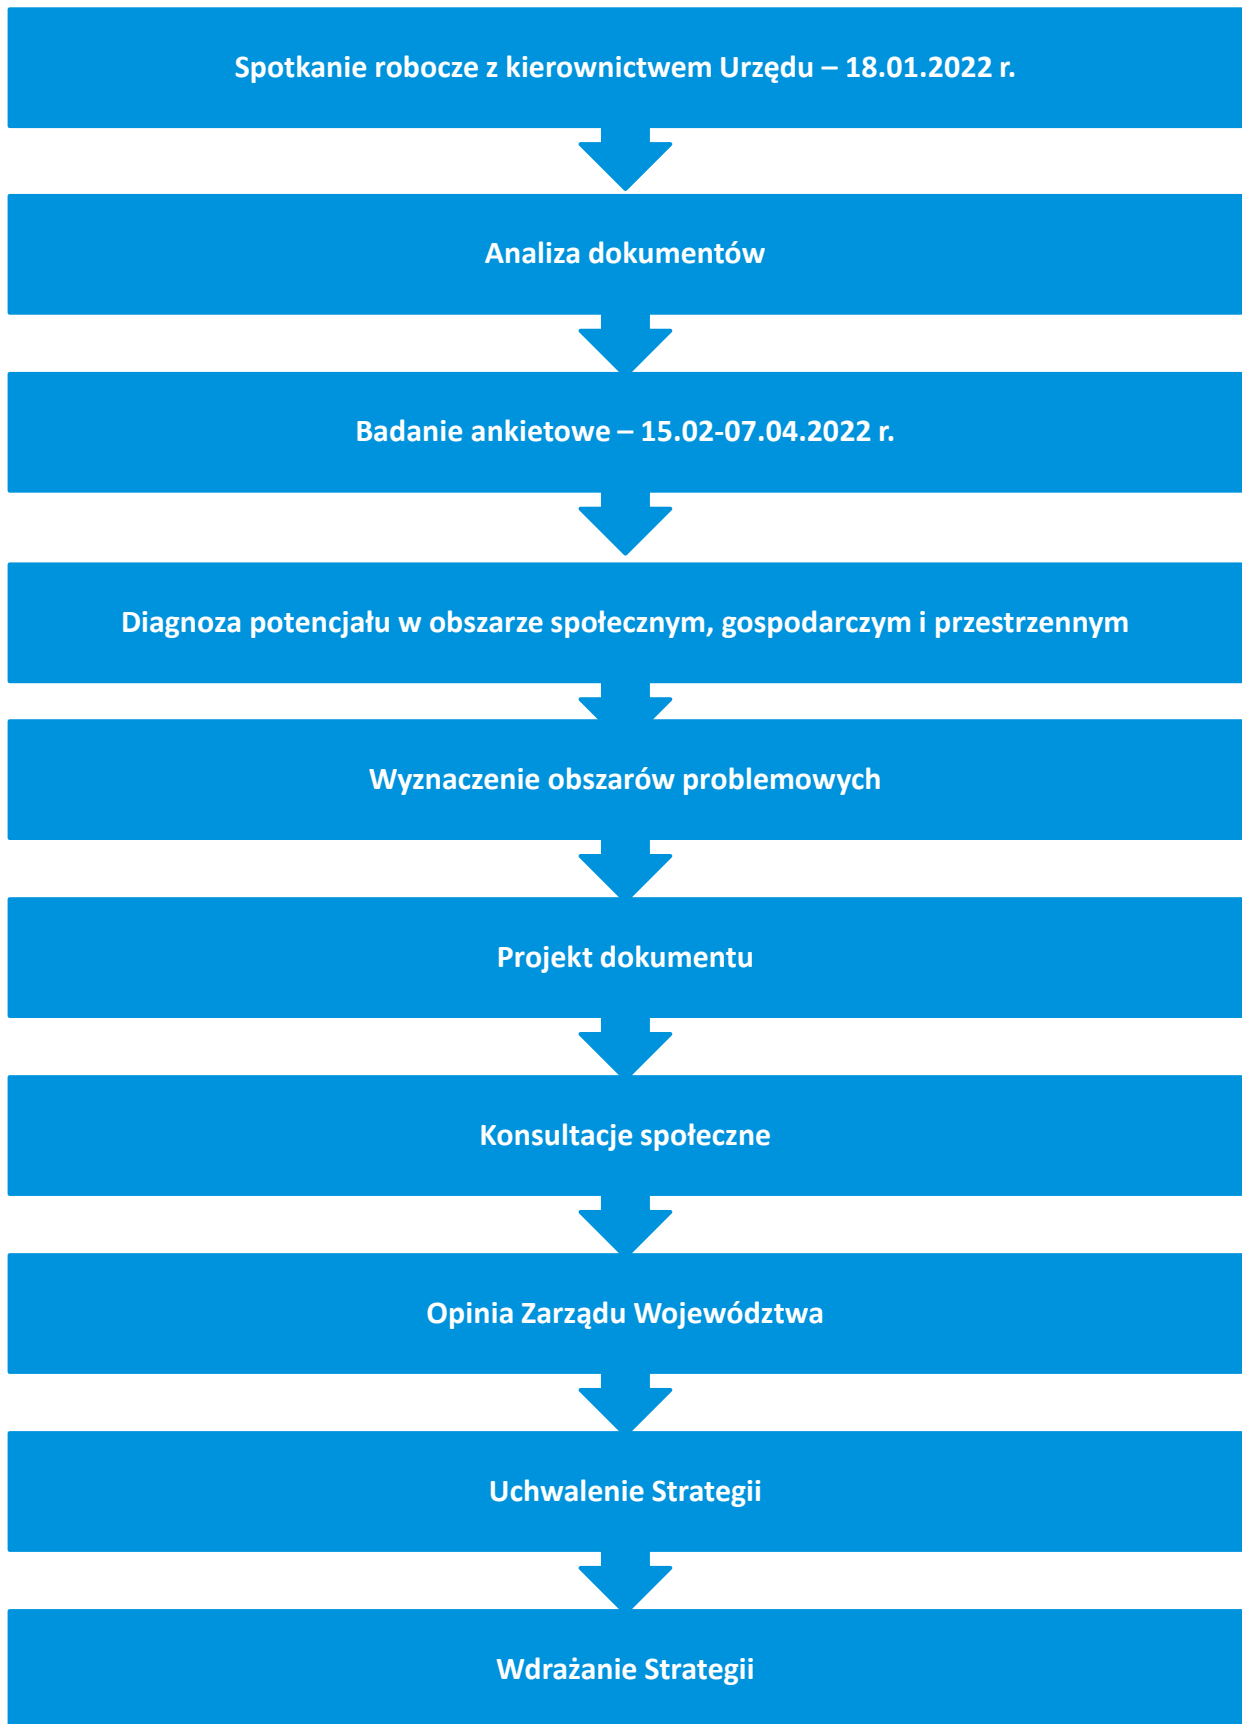 Spotkanie robocze z kierownictwem Urzędu – 18.01.2022 r.
Analiza dokumentów
Badanie ankietowe – 15.02-07.04.2022 r.
Diagnoza potencjału w obszarze społecznym, gospodarczym i przestrzennym
Wyznaczenie obszarów problemowych
Projekt dokumentu
Konsultacje społeczne
Opinia Zarządu Województwa
Uchwalenie Strategii
Wdrażanie Strategii